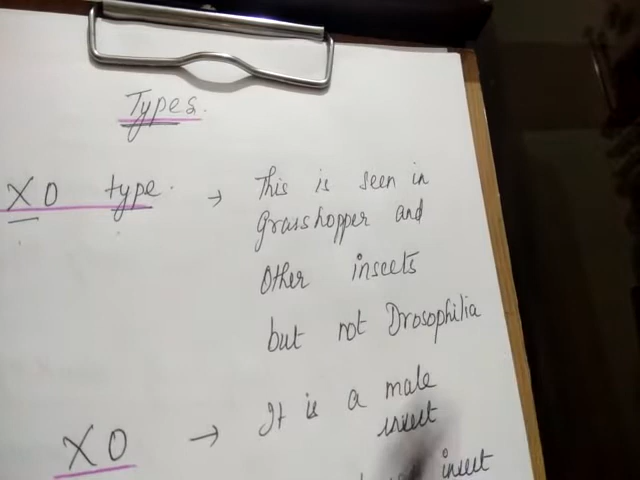 Types.
XO type. → This is seen in
Grasshopper and
Other insects
but not Drosophilia
XO → It is a male
insect
insect